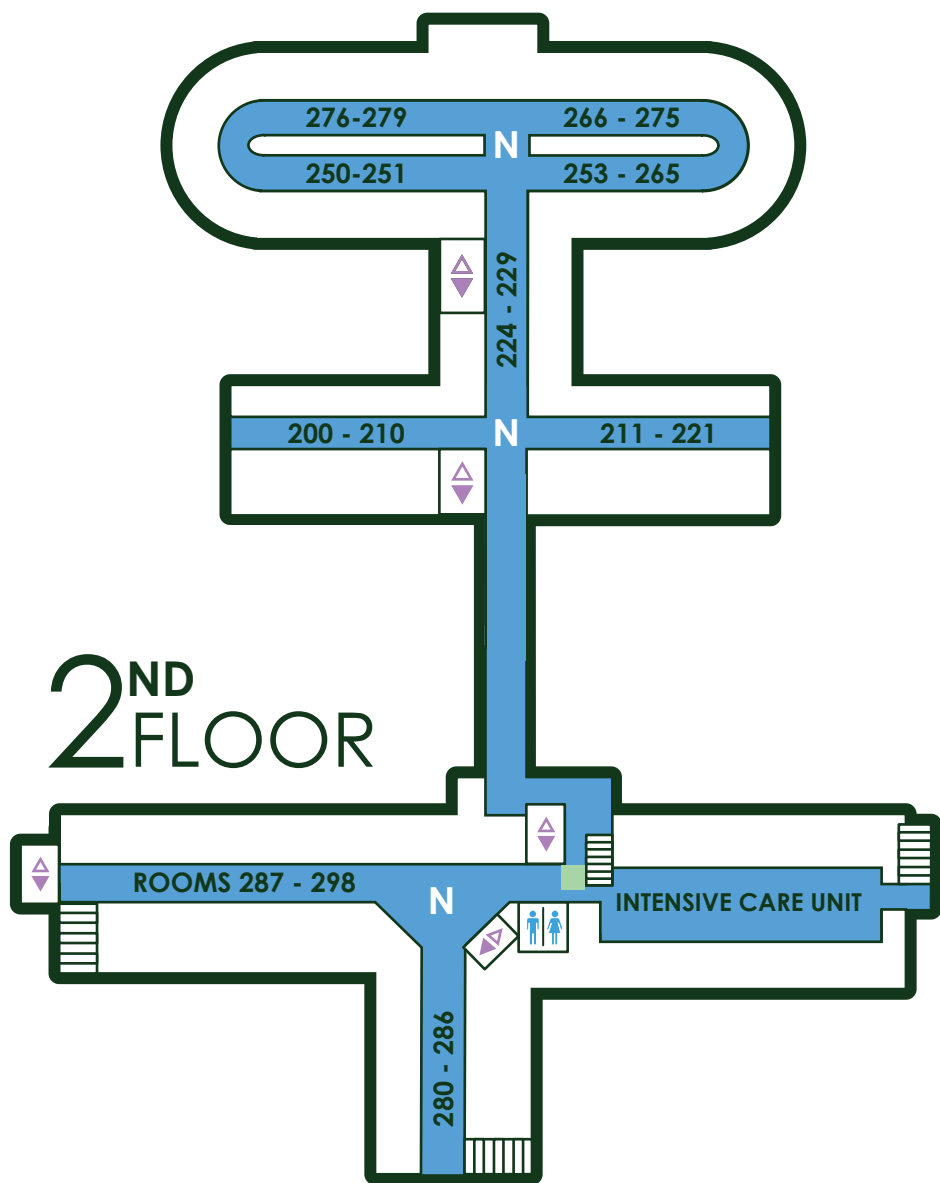 276-279
266 - 275
N
250-251
253 - 265
224 - 229
200 - 210
N
211 - 221
2ND
FLOOR
ROOMS 287 - 298
N
INTENSIVE CARE UNIT
280 - 286